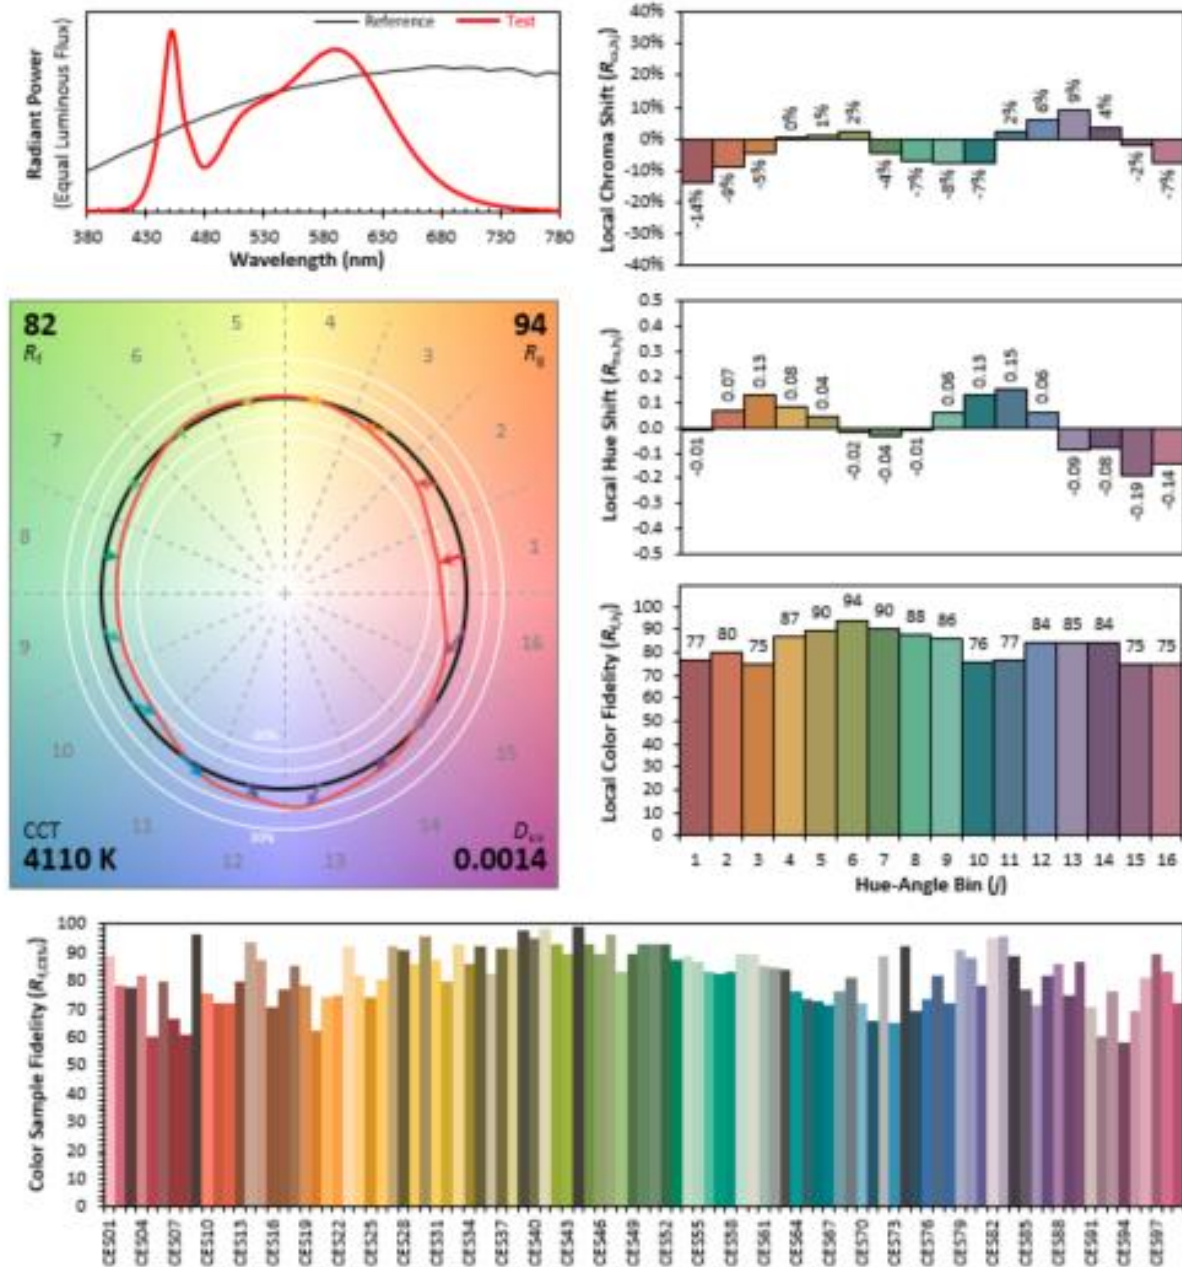 Reference
Test
Radiant Power
(Equal Luminous Flux)
380 430 480 530 580 630 680 730 780
Wavelength (nm)
Local Chroma Shift (Rcs,hj)
40%
30%
20%
10%
0%
-10%
-20%
-30%
-40%
-14% -9% -5% 0% 1% 2% -4% -7% -8% -7% 2% 6% 9% 4% -2% -7%
82
Rf
94
Rg
5 4
6 3
7 2
8 1
9 16
10 15
11 14
12 13
CCT
4110 K
Duv
0.0014
Local Hue Shift (Rhs,hj)
0.5
0.4
0.3
0.2
0.1
0.0
-0.1
-0.2
-0.3
-0.4
-0.5
-0.01 0.07 0.13 0.08 0.04 -0.02 -0.04 -0.01 0.06 0.13 0.15 0.06 -0.09 -0.08 -0.19 -0.14
Local Color Fidelity (Rf,hj)
100
90
80
70
60
50
40
30
20
10
0
77 80 75 87 90 94 90 88 86 76 77 84 85 84 75 75
1 2 3 4 5 6 7 8 9 10 11 12 13 14 15 16
Hue-Angle Bin (j)
Color Sample Fidelity (Rf,CESi)
100
90
80
70
60
50
40
30
20
10
0
CES01 CES04 CES07 CES10 CES13 CES16 CES19 CES22 CES25 CES28 CES31 CES34 CES37 CES40 CES43 CES46 CES49 CES52 CES55 CES58 CES61 CES64 CES67 CES70 CES73 CES76 CES79 CES82 CES85 CES88 CES91 CES94 CES97